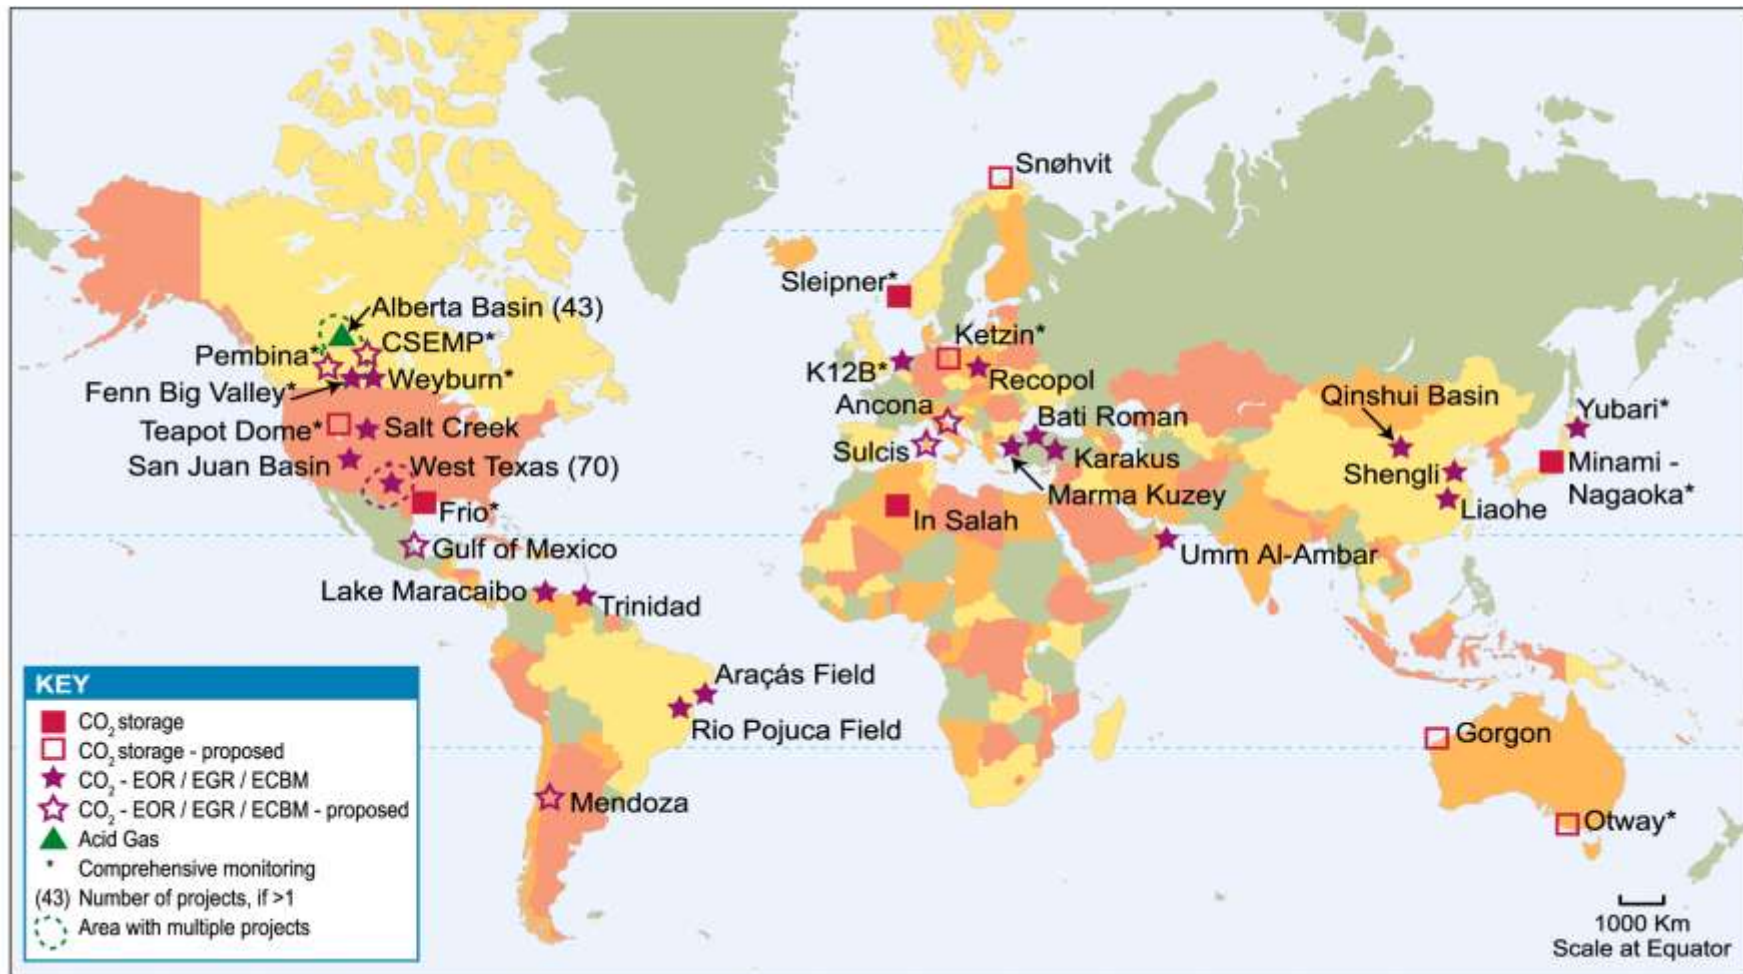 Snøhvit
Sleipner*
Alberta Basin (43)
CSEMP*
Pembina*
Fenn Big Valley*
Weyburn*
Ketzin*
K12B*
Recopol
Ancona
Bati Roman
Qinshui Basin
Yubari*
Teapot Dome*
Salt Creek
Sulcis
Karakus
San Juan Basin
West Texas (70)
Marma Kuzey
Shengli
Minami -
Nagaoka*
Frio*
In Salah
Liaohe
Gulf of Mexico
Umm Al-Ambar
Lake Maracaibo
Trinidad
Araçás Field
Rio Pojuca Field
Gorgon
Mendoza
Otway*
KEY
CO2 storage
CO2 storage - proposed
CO2 - EOR / EGR / ECBM
CO2 - EOR / EGR / ECBM - proposed
Acid Gas
* Comprehensive monitoring
(43) Number of projects, if >1
Area with multiple projects
1000 Km
Scale at Equator